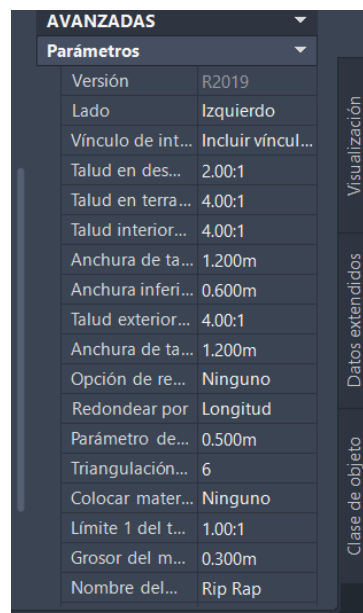 AVANZADAS
Parámetros
Versión R2019
Lado Izquierdo
Vínculo de int... Incluir víncul...
Talud en des... 2.00:1
Talud en terra... 4.00:1
Talud interior... 4.00:1
Anchura de ta... 1.200m
Anchura inferi... 0.600m
Talud exterior... 4.00:1
Anchura de ta... 1.200m
Opción de re... Ninguno
Redondear por Longitud
Parámetro de... 0.500m
Triangulación... 6
Colocar mater... Ninguno
Límite 1 del t... 1.00:1
Grosor del m... 0.300m
Nombre del... Rip Rap
Visualización
Datos extendidos
Clase de objeto